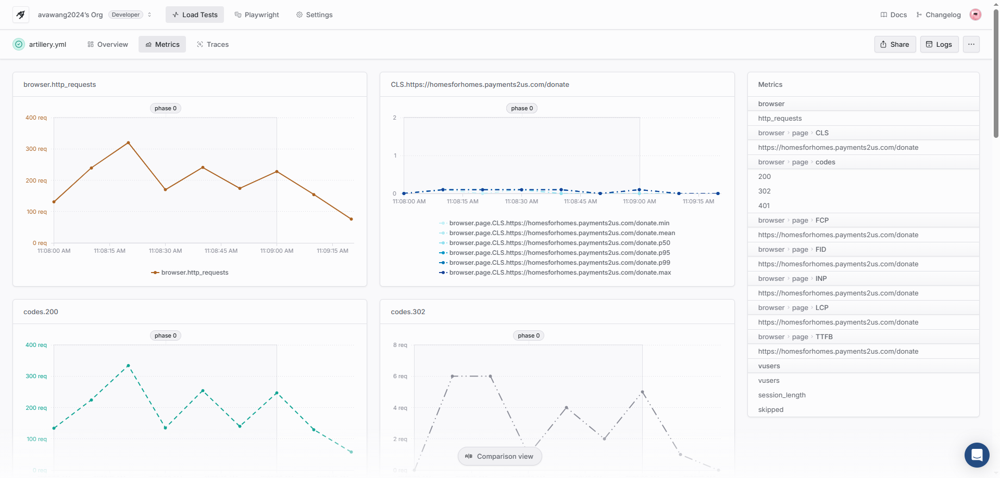 avawang2024's Org Developer Load Tests Playwright Settings Docs Changelog
artillery.yml Overview Metrics Traces Share Logs
browser.http_requests
phase 0
400 req
300 req
200 req
100 req
0 req
11:08:00 AM 11:08:15 AM 11:08:30 AM 11:08:45 AM 11:09:00 AM 11:09:15 AM
browser.http_requests
CLS.https://homesforhomes.payments2us.com/donate
phase 0
2
1
0
11:08:00 AM 11:08:15 AM 11:08:30 AM 11:08:45 AM 11:09:00 AM 11:09:15 AM
browser.page.CLS.https://homesforhomes.payments2us.com/donate.min
browser.page.CLS.https://homesforhomes.payments2us.com/donate.mean
browser.page.CLS.https://homesforhomes.payments2us.com/donate.p50
browser.page.CLS.https://homesforhomes.payments2us.com/donate.p95
browser.page.CLS.https://homesforhomes.payments2us.com/donate.p99
browser.page.CLS.https://homesforhomes.payments2us.com/donate.max
codes.200
phase 0
400 req
300 req
200 req
100 req
0 req
codes.302
phase 0
8 req
6 req
4 req
2 req
0 req
A|B Comparison view
Metrics
browser
http_requests
browser › page › CLS
https://homesforhomes.payments2us.com/donate
browser › page › codes
200
302
401
browser › page › FCP
https://homesforhomes.payments2us.com/donate
browser › page › FID
https://homesforhomes.payments2us.com/donate
browser › page › INP
https://homesforhomes.payments2us.com/donate
browser › page › LCP
https://homesforhomes.payments2us.com/donate
browser › page › TTFB
https://homesforhomes.payments2us.com/donate
vusers
vusers
session_length
skipped